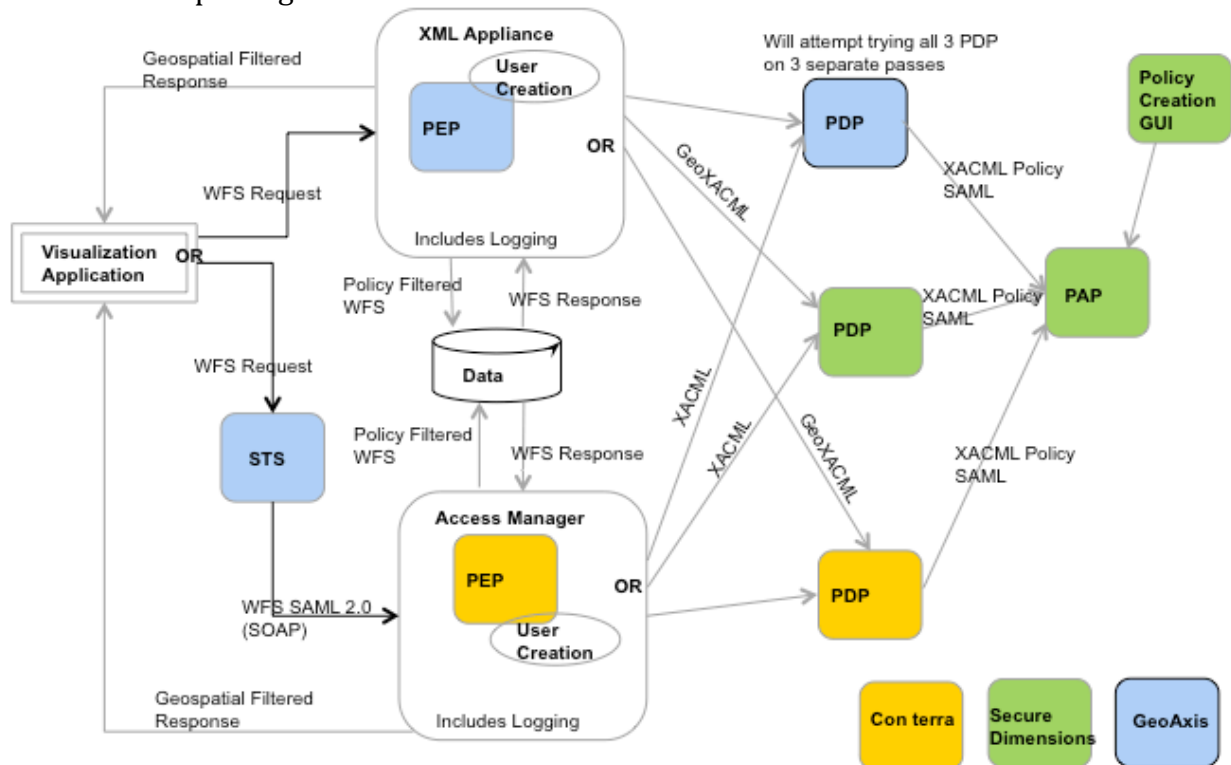 XML Appliance
Geospatial Filtered
Response
User
Creation
PEP
OR
Includes Logging
Will attempt trying all 3 PDP
on 3 separate passes
PDP
Policy
Creation
GUI
GeoXACML
XACML Policy
SAML
WFS Request
Visualization
Application
OR
Policy Filtered
WFS
WFS Response
XACML Policy
SAML
PDP
PAP
WFS Request
Data
XACML
XACML
GeoXACML
STS
Policy Filtered
WFS
WFS Response
XACML Policy
SAML
Access Manager
PEP
OR
PDP
WFS SAML 2.0
(SOAP)
User
Creation
Geospatial Filtered
Response
Includes Logging
Con terra
Secure
Dimensions
GeoAxis